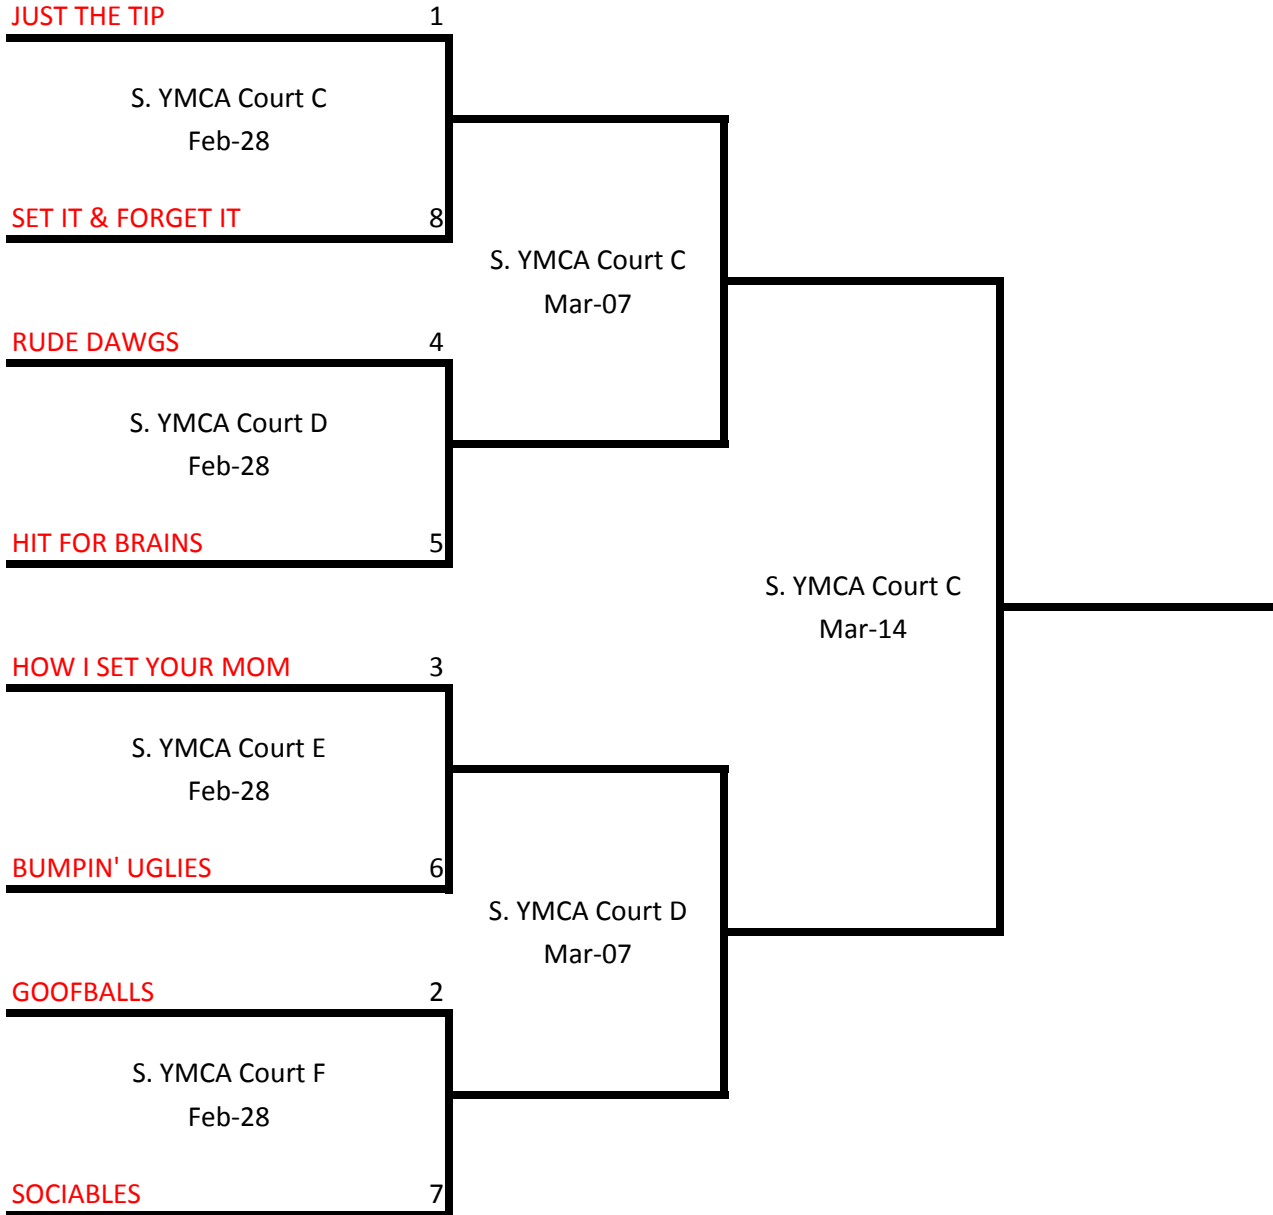 JUST THE TIP 1
S. YMCA Court C
Feb-28
SET IT & FORGET IT 8
S. YMCA Court C
Mar-07
RUDE DAWGS 4
S. YMCA Court D
Feb-28
HIT FOR BRAINS 5
S. YMCA Court C
Mar-14
HOW I SET YOUR MOM 3
S. YMCA Court E
Feb-28
BUMPIN' UGLIES 6
S. YMCA Court D
Mar-07
GOOFBALLS 2
S. YMCA Court F
Feb-28
SOCIABLES 7